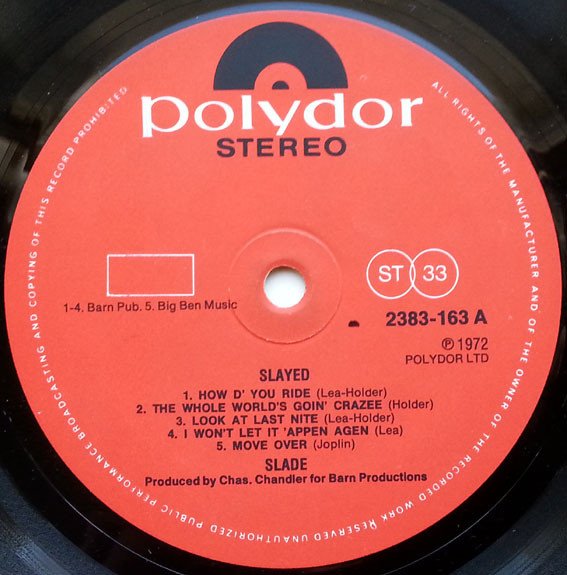 polydor
STEREO
ST 33
1-4. Barn Pub. 5. Big Ben Music
2383-163 A
℗ 1972
POLYDOR LTD
SLAYED
1. HOW D' YOU RIDE (Lea-Holder)
2. THE WHOLE WORLD'S GOIN' CRAZEE (Holder)
3. LOOK AT LAST NITE (Lea-Holder)
4. I WON'T LET IT 'APPEN AGEN (Lea)
5. MOVE OVER (Joplin)
SLADE
Produced by Chas. Chandler for Barn Productions
ALL RIGHTS OF THE MANUFACTURER AND OF THE OWNER OF THE RECORDED WORK RESERVED UNAUTHORIZED PUBLIC PERFORMANCE BROADCASTING AND COPYING OF THIS RECORD PROHIBITED